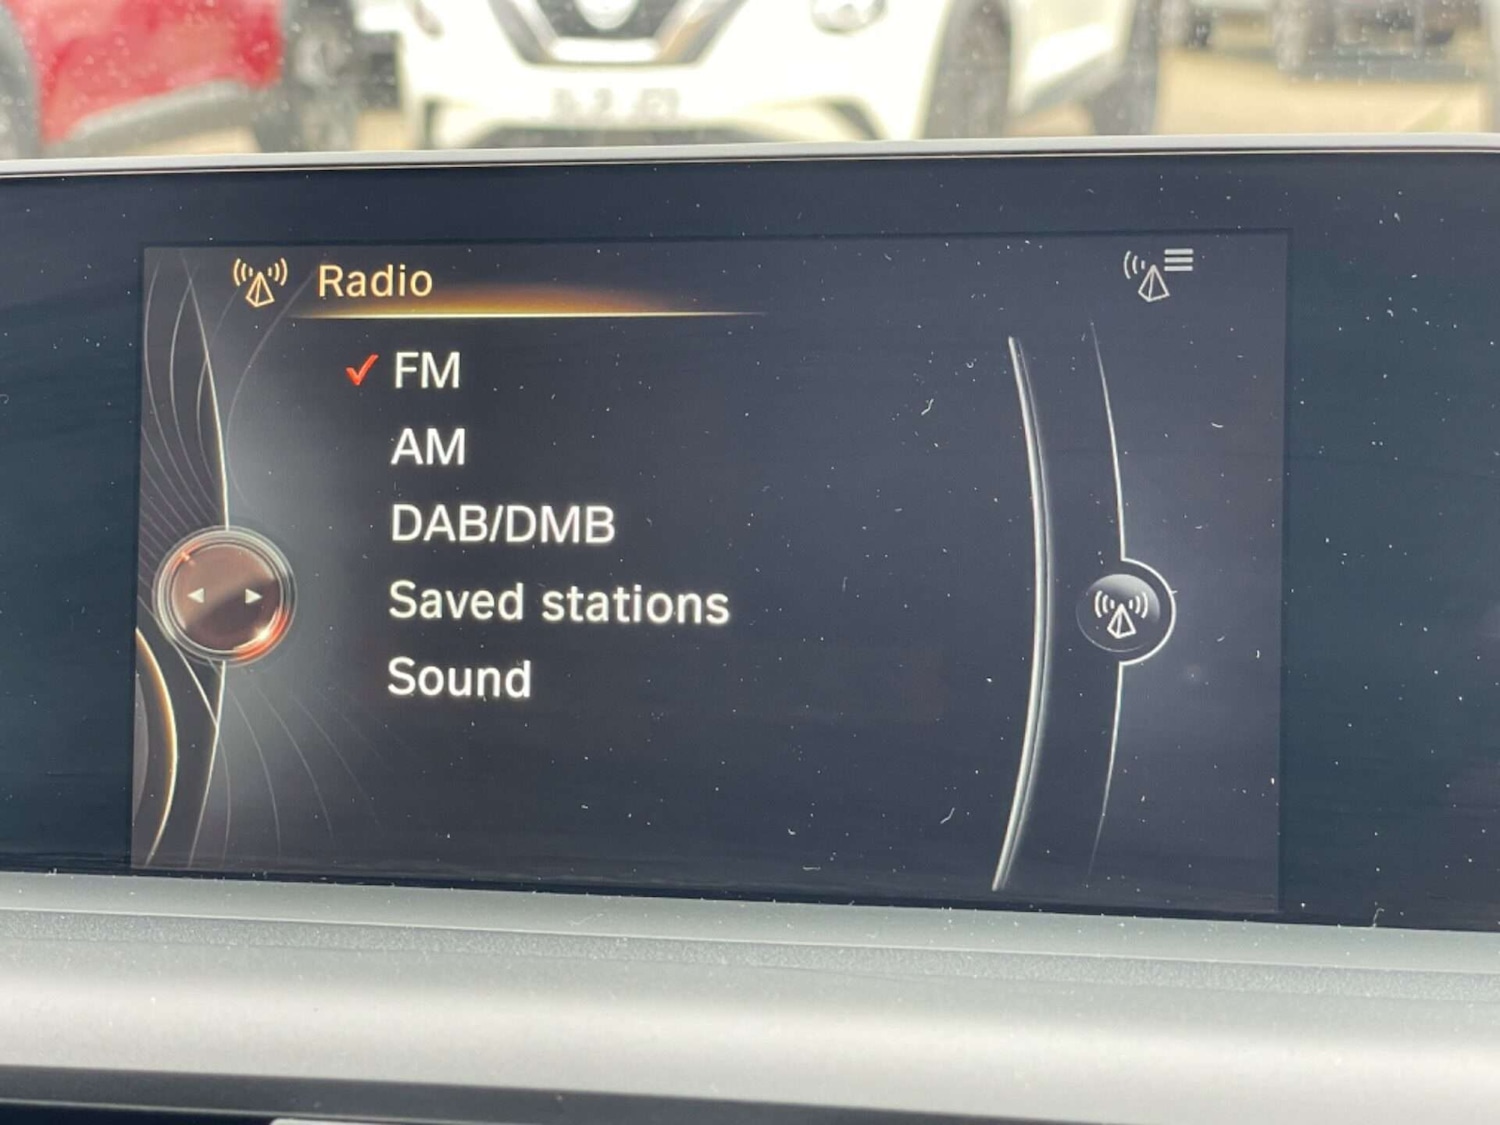 Radio
FM
AM
DAB/DMB
Saved stations
Sound